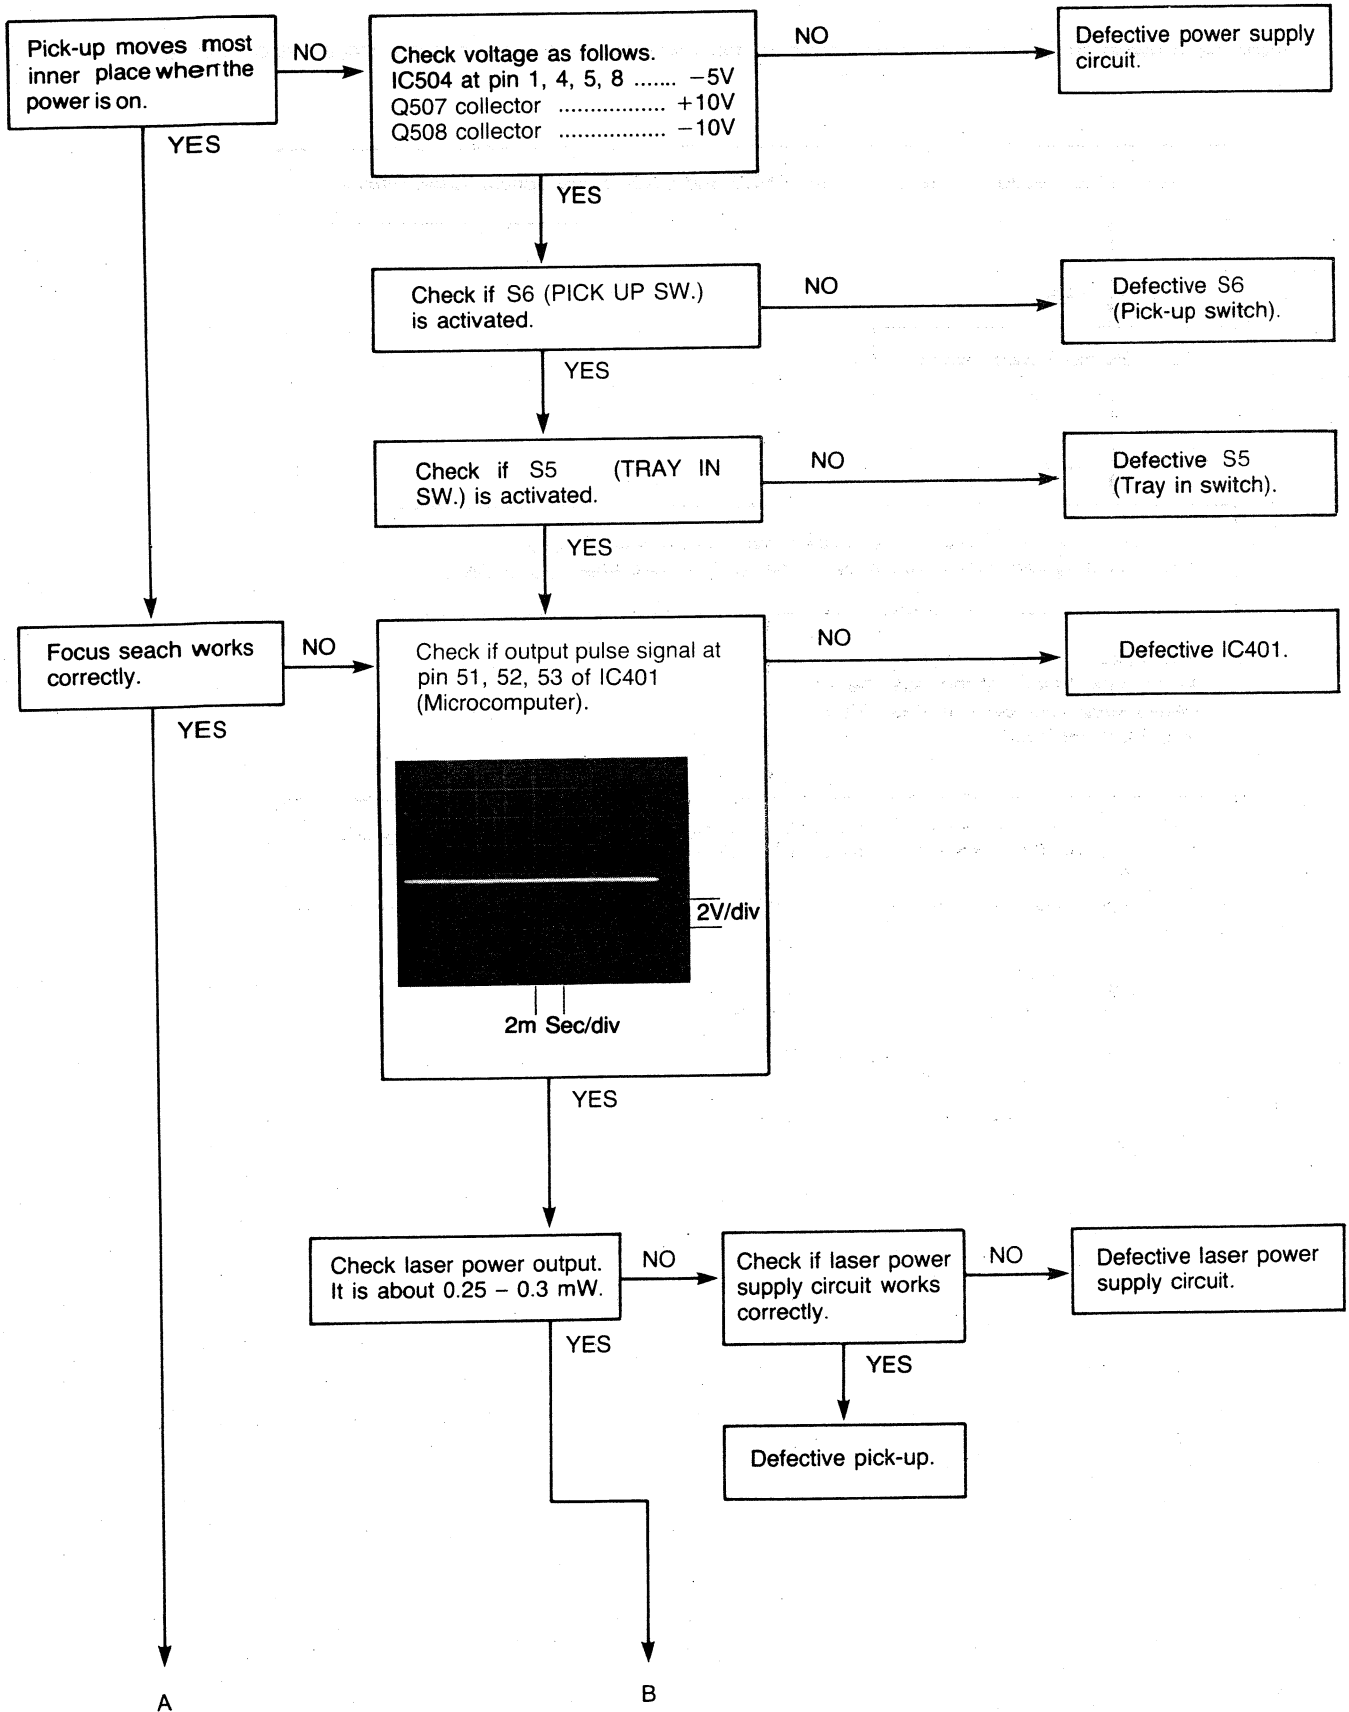 Pick-up moves most
inner place when the
power is on.
NO
Check voltage as follows.
IC504 at pin 1, 4, 5, 8 ....... −5V
Q507 collector ................. +10V
Q508 collector ................. −10V
NO
Defective power supply
circuit.
YES
YES
Check if S6 (PICK UP SW.)
is activated.
NO
Defective S6
(Pick-up switch).
YES
Check if S5 (TRAY IN
SW.) is activated.
NO
Defective S5
(Tray in switch).
YES
Focus seach works
correctly.
NO
Check if output pulse signal at
pin 51, 52, 53 of IC401
(Microcomputer).
NO
Defective IC401.
YES
2V/div
2m Sec/div
YES
Check laser power output.
It is about 0.25 – 0.3 mW.
NO
Check if laser power
supply circuit works
correctly.
NO
Defective laser power
supply circuit.
YES
YES
Defective pick-up.
A
B